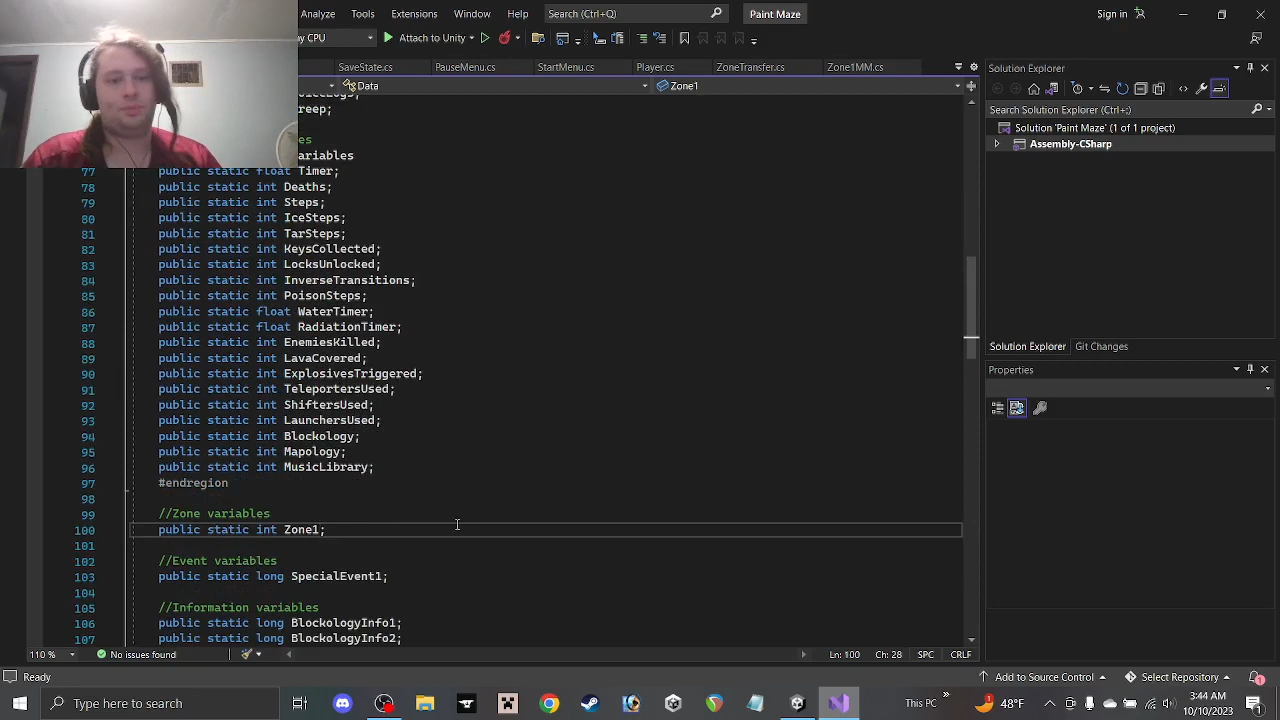 Analyze Tools Extensions Window Help Search (Ctrl+Q) Paint Maze Sign in
CPU Attach to Unity
SaveState.cs PauseMenu.cs StartMenu.cs Player.cs ZoneTransfer.cs Zone1MM.cs
Data Zone1
reep;
ariables
77 public static float Timer;
78 public static int Deaths;
79 public static int Steps;
80 public static int IceSteps;
81 public static int TarSteps;
82 public static int KeysCollected;
83 public static int LocksUnlocked;
84 public static int InverseTransitions;
85 public static int PoisonSteps;
86 public static float WaterTimer;
87 public static float RadiationTimer;
88 public static int EnemiesKilled;
89 public static int LavaCovered;
90 public static int ExplosivesTriggered;
91 public static int TeleportersUsed;
92 public static int ShiftersUsed;
93 public static int LaunchersUsed;
94 public static int Blockology;
95 public static int Mapology;
96 public static int MusicLibrary;
97 #endregion
98
99 //Zone variables
100 public static int Zone1;
101
102 //Event variables
103 public static long SpecialEvent1;
104
105 //Information variables
106 public static long BlockologyInfo1;
107 public static long BlockologyInfo2;
110 % No issues found Ln: 100 Ch: 28 SPC CRLF
Solution Explorer
Search Solution Explorer (Ctrl+;)
Solution 'Paint Maze' (1 of 1 project)
Assembly-CSharp
Solution Explorer Git Changes
Properties
Ready Add to Source Control Select Repository 1
Type here to search This PC 1 48°F 3:44 AM
10/10/2023